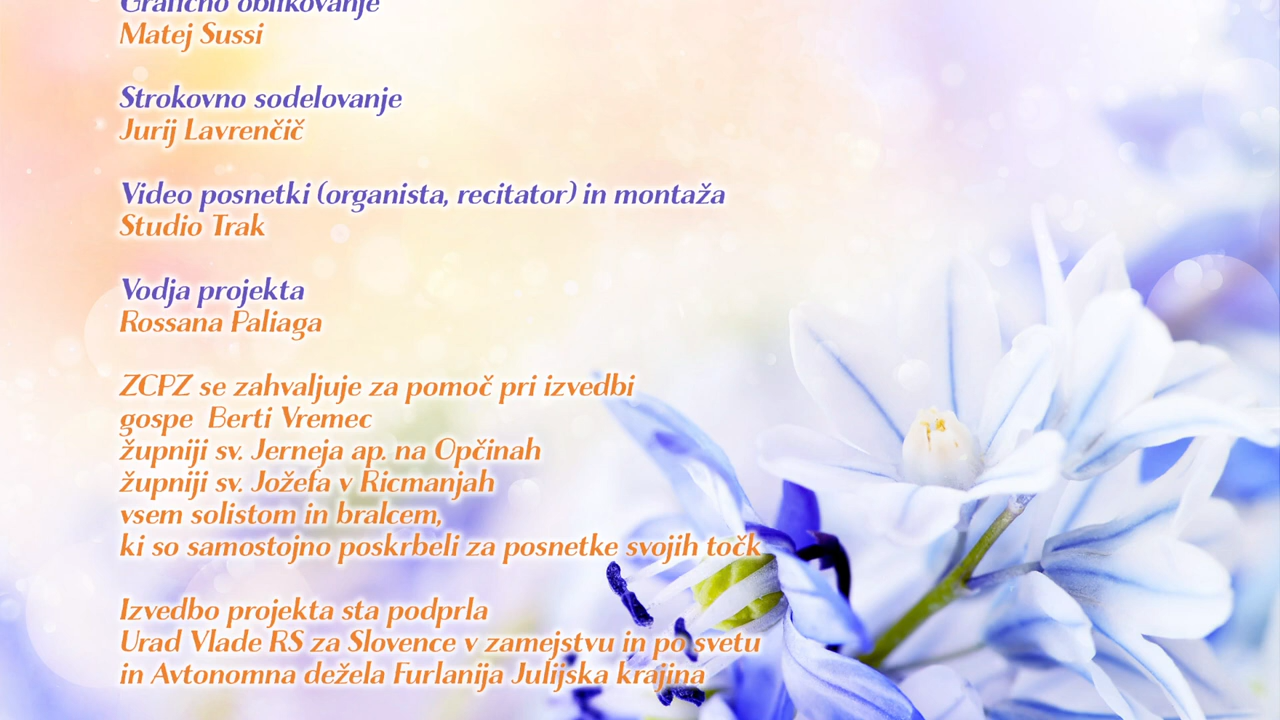 Grafično oblikovanje
Matej Sussi
Strokovno sodelovanje
Jurij Lavrenčič
Video posnetki (organista, recitator) in montaža
Studio Trak
Vodja projekta
Rossana Paliaga
ZCPZ se zahvaljuje za pomoč pri izvedbi
gospe Berti Vremec
župniji sv. Jerneja ap. na Opčinah
župniji sv. Jožefa v Ricmanjah
vsem solistom in bralcem,
ki so samostojno poskrbeli za posnetke svojih točk
Izvedbo projekta sta podprla
Urad Vlade RS za Slovence v zamejstvu in po svetu
in Avtonomna dežela Furlanija Julijska krajina